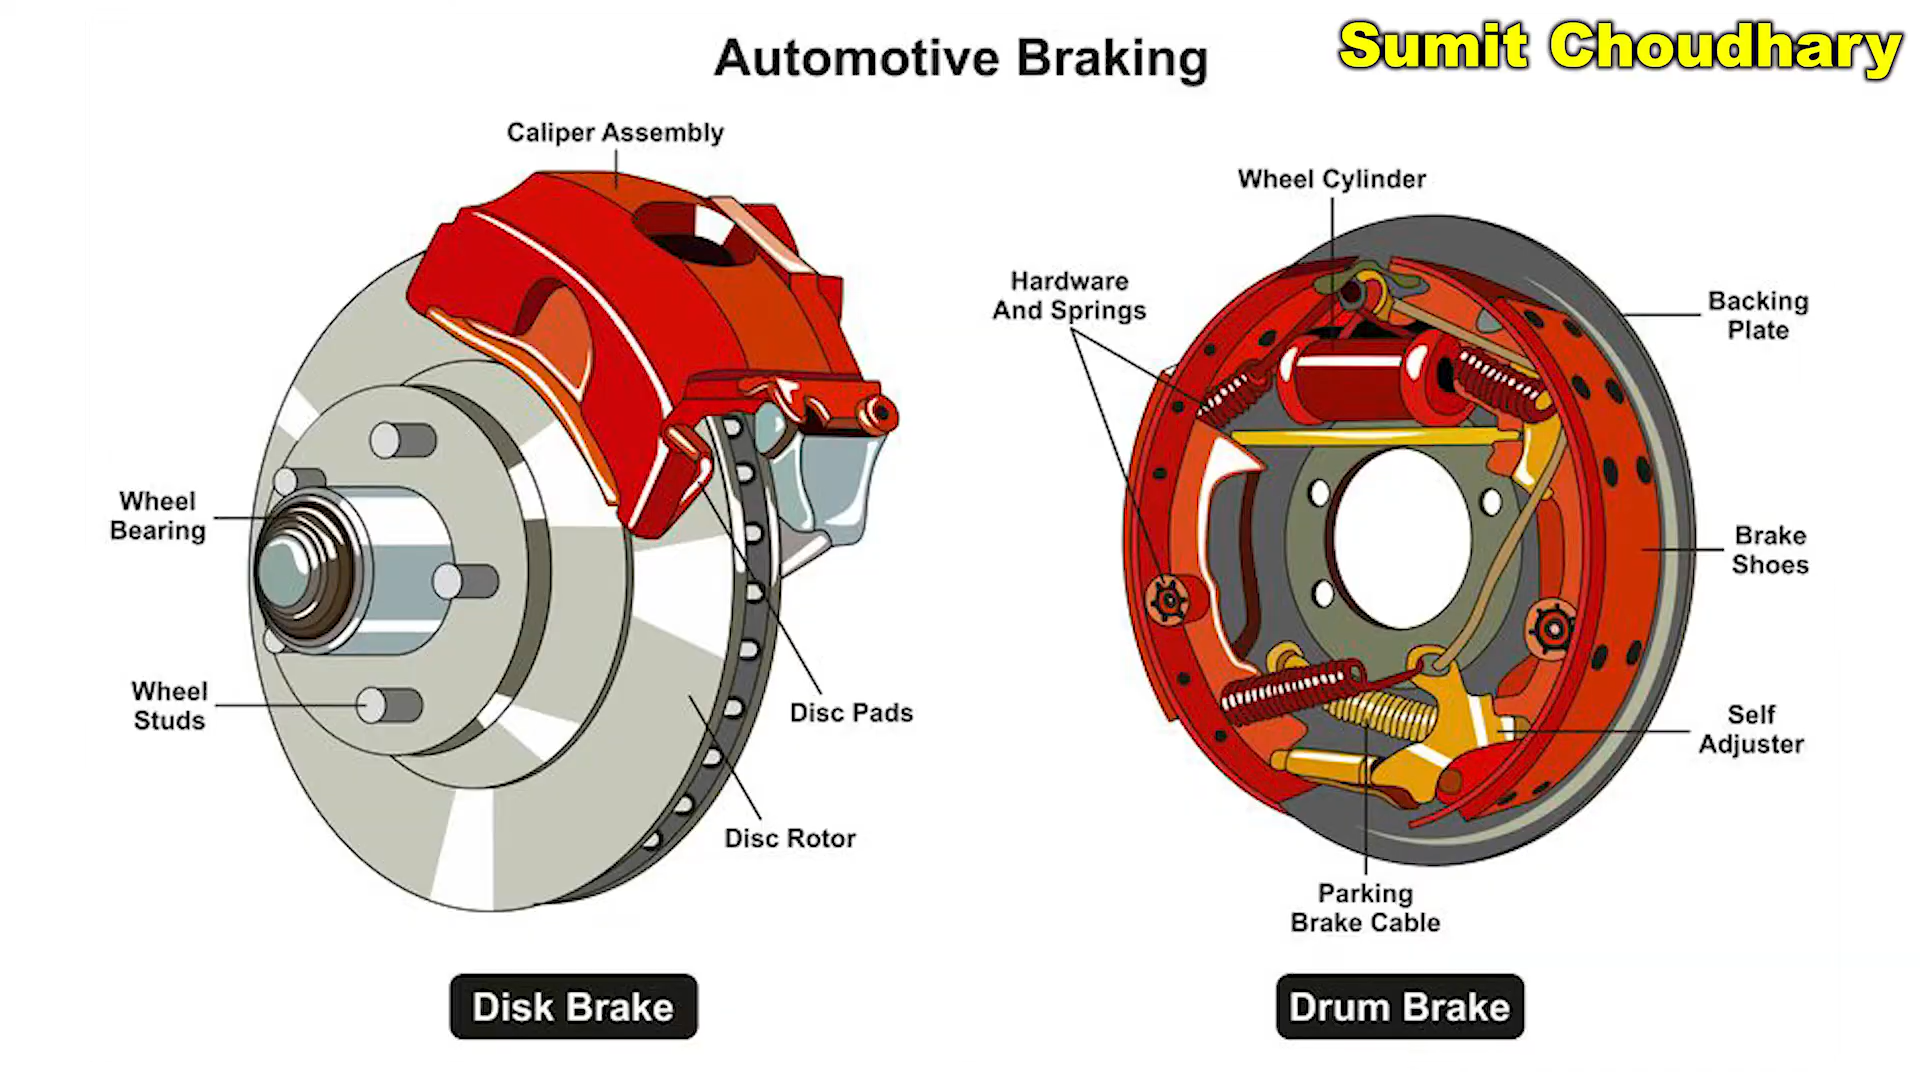 Automotive Braking
Sumit Choudhary
Caliper Assembly
Wheel
Bearing
Wheel
Studs
Disc Pads
Disc Rotor
Disk Brake
Wheel Cylinder
Hardware
And Springs
Backing
Plate
Brake
Shoes
Self
Adjuster
Parking
Brake Cable
Drum Brake